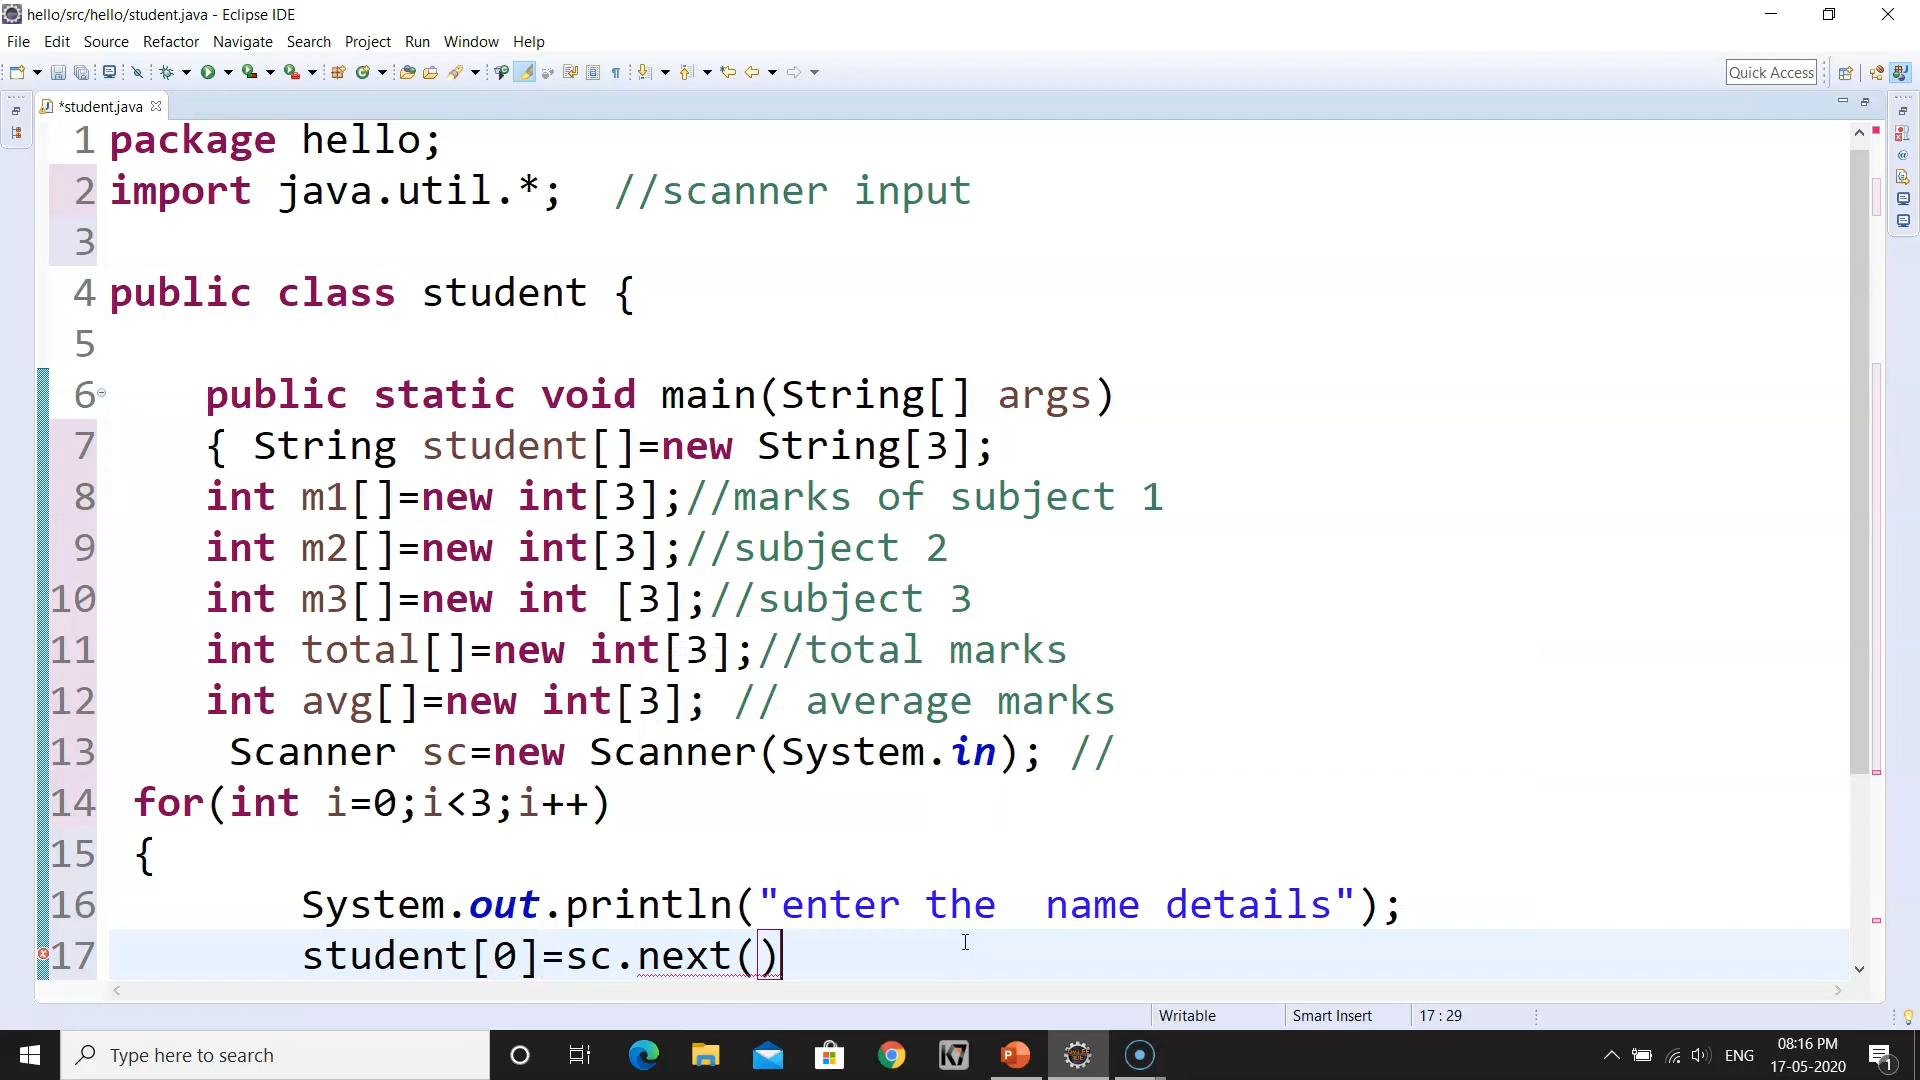 hello/src/hello/student.java - Eclipse IDE
File Edit Source Refactor Navigate Search Project Run Window Help
Quick Access
*student.java
1 package hello;
2 import java.util.*; //scanner input
3
4 public class student {
5
6 public static void main(String[] args)
7 { String student[]=new String[3];
8 int m1[]=new int[3];//marks of subject 1
9 int m2[]=new int[3];//subject 2
10 int m3[]=new int [3];//subject 3
11 int total[]=new int[3];//total marks
12 int avg[]=new int[3]; // average marks
13 Scanner sc=new Scanner(System.in); //
14 for(int i=0;i<3;i++)
15 {
16 System.out.println("enter the  name details");
17 student[0]=sc.next()
Writable Smart Insert 17 : 29
Type here to search
K7
ENG
08:16 PM
17-05-2020
1